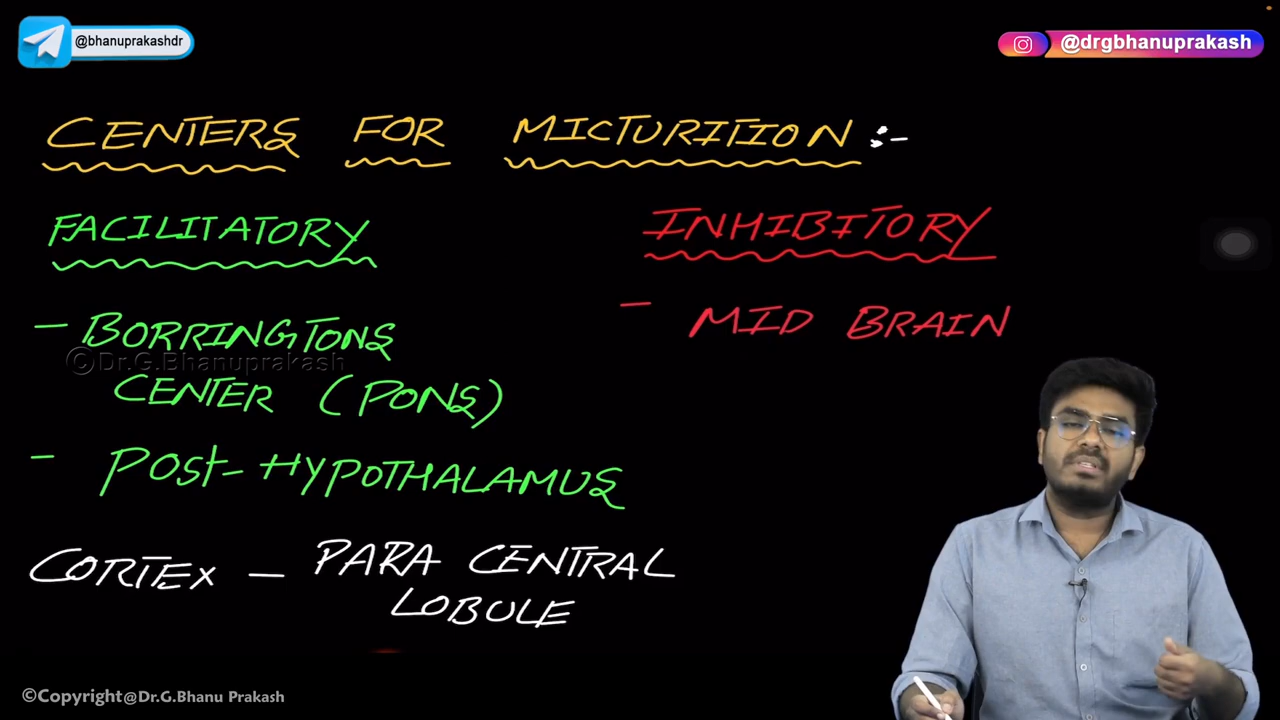 @bhanuprakashdr
@drgbhanuprakash
CENTERS FOR MICTURITION :-
FACILITATORY
INHIBITORY
- BORRINGTONS
CENTER (PONS)
- MID BRAIN
©Dr.G.Bhanuprakash
- POST- HYPOTHALAMUS
CORTEX - PARA CENTRAL
LOBULE
©Copyright@Dr.G.Bhanu Prakash